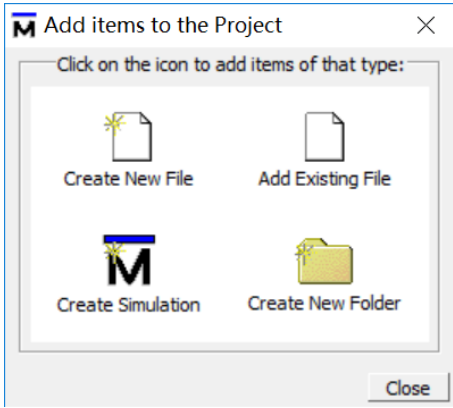 Add items to the Project
Click on the icon to add items of that type:
Create New File
Add Existing File
Create Simulation
Create New Folder
Close